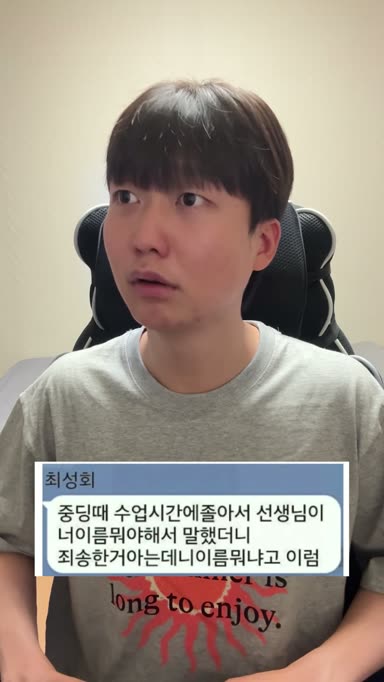 최성회
중딩때 수업시간에졸아서 선생님이
너이름뭐야해서 말했더니
죄송한거아는데니이름뭐냐고 이럼
is
long to enjoy.